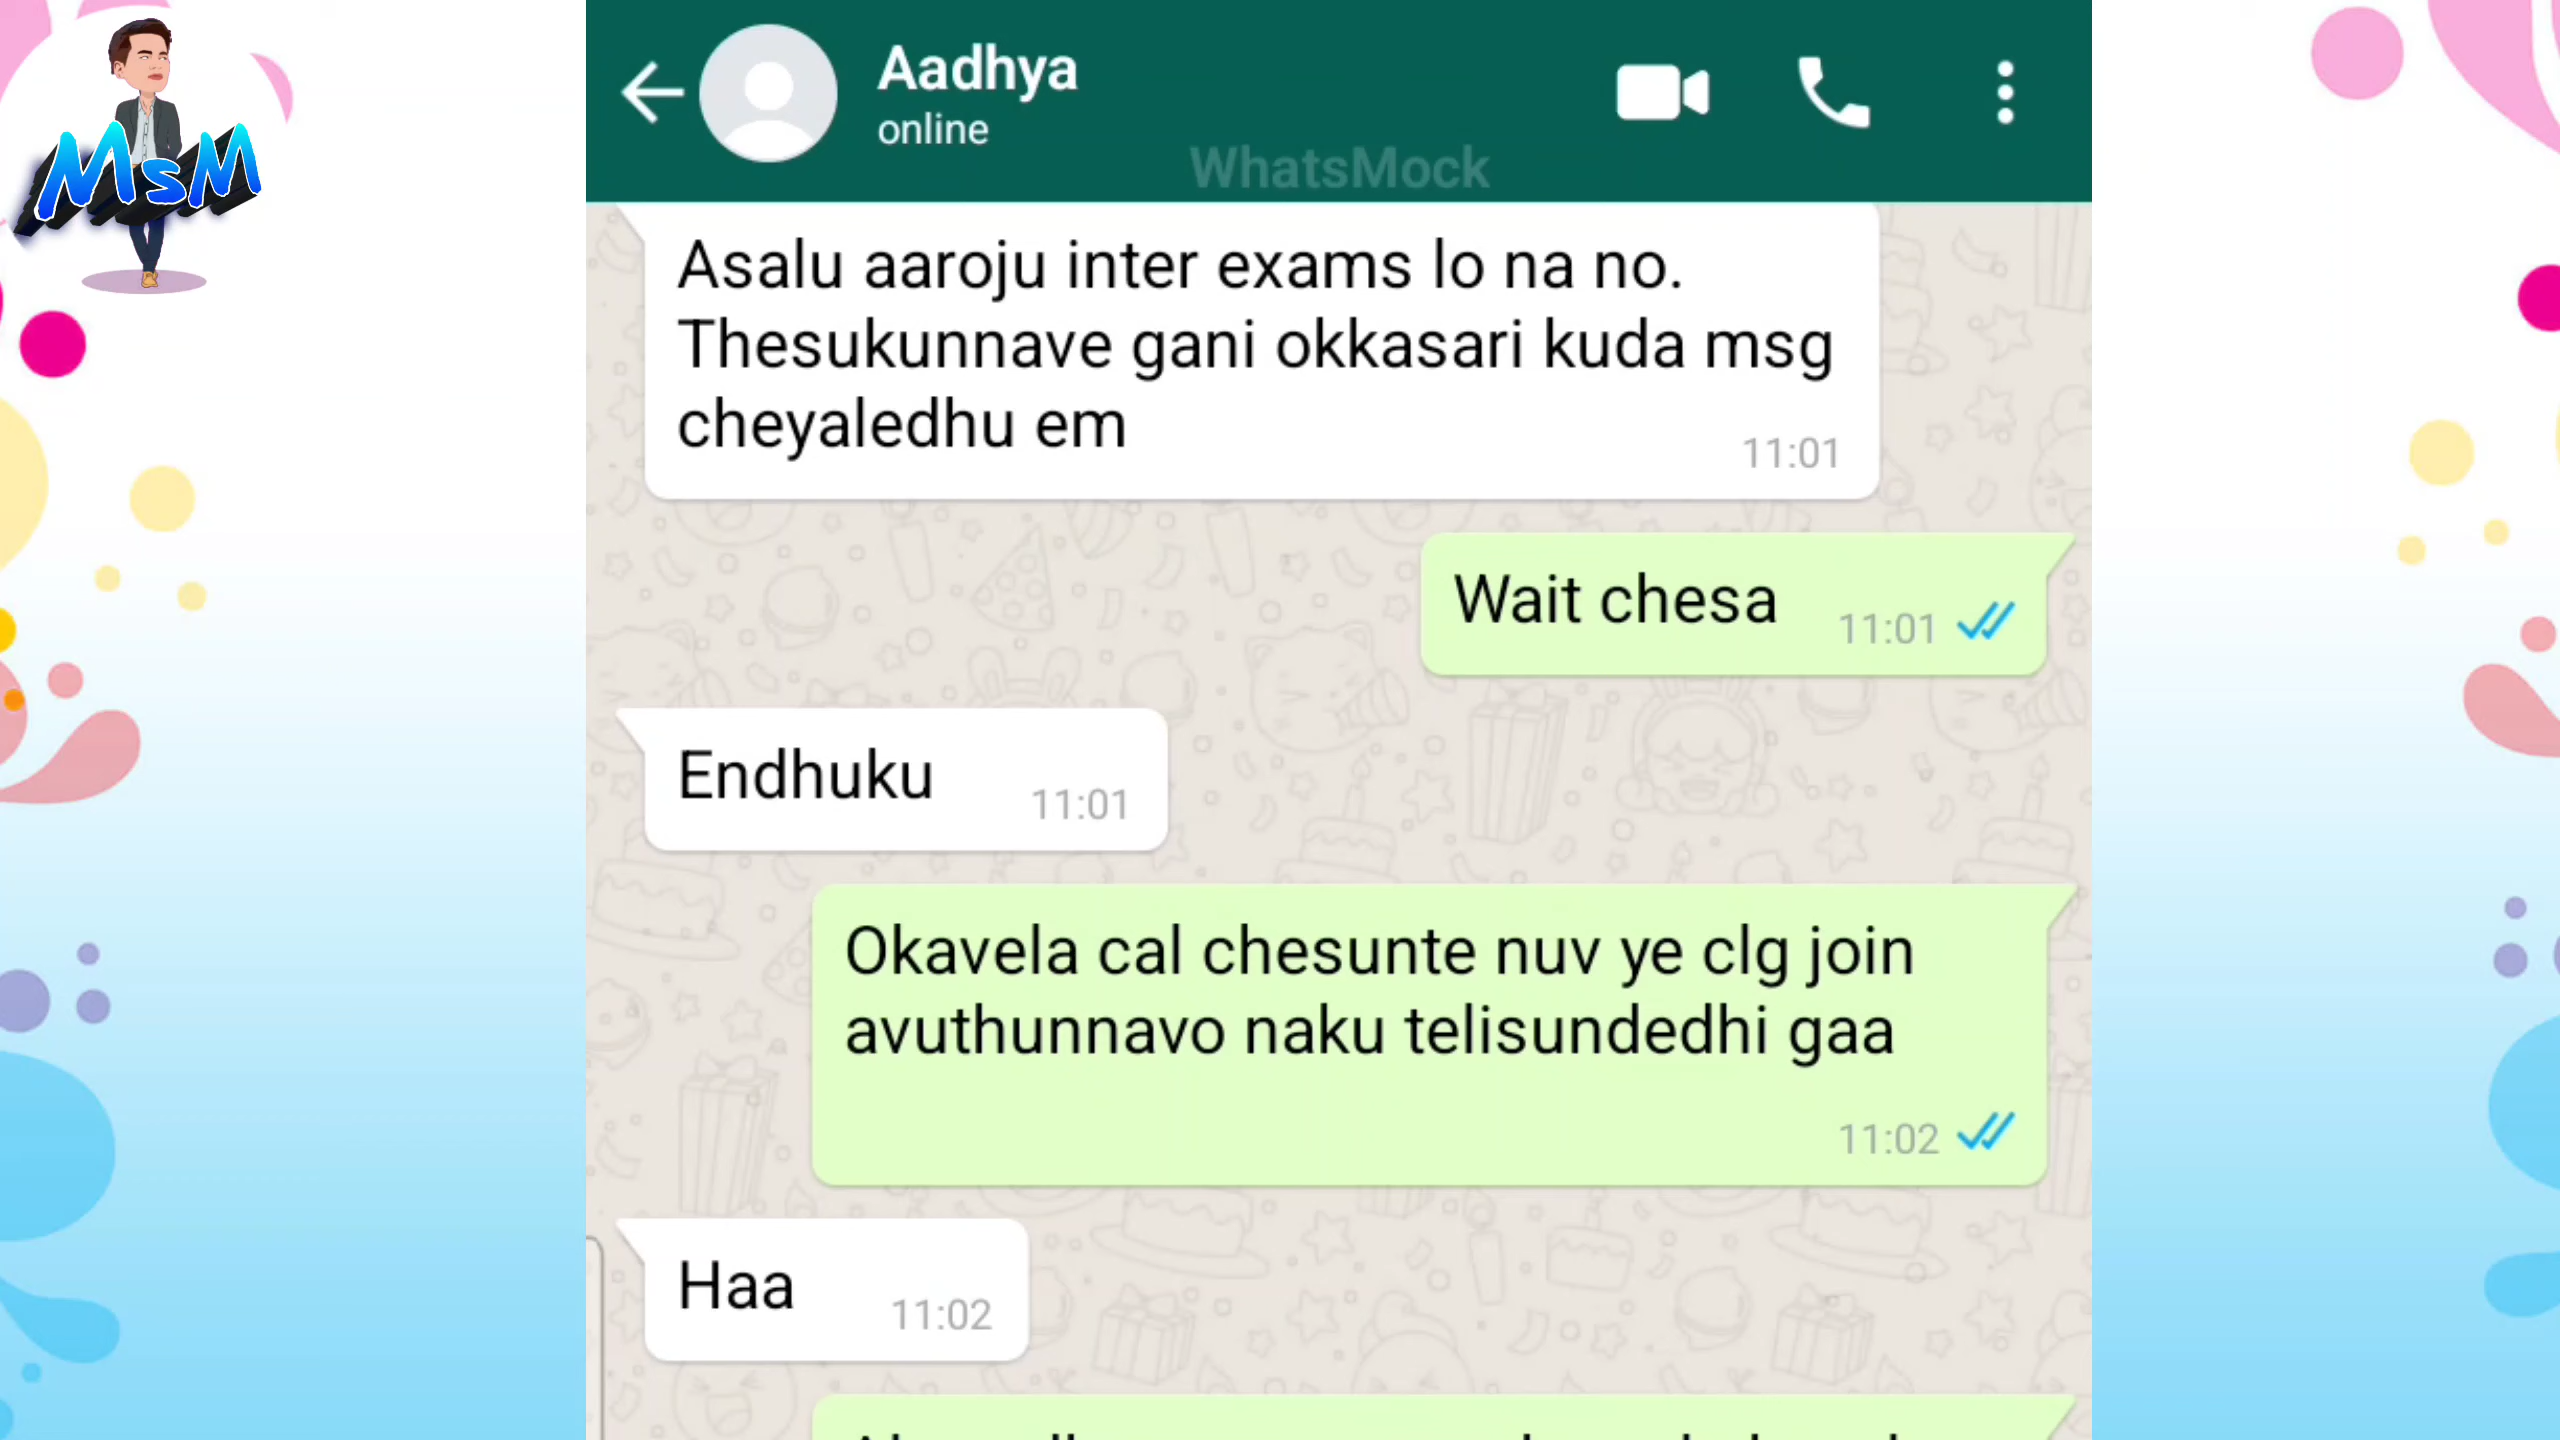 MsM
Aadhya
online
WhatsMock
Asalu aaroju inter exams lo na no.
Thesukunnave gani okkasari kuda msg
cheyaledhu em
11:01
Wait chesa
11:01
Endhuku
11:01
Okavela cal chesunte nuv ye clg join
avuthunnavo naku telisundedhi gaa
11:02
Haa
11:02